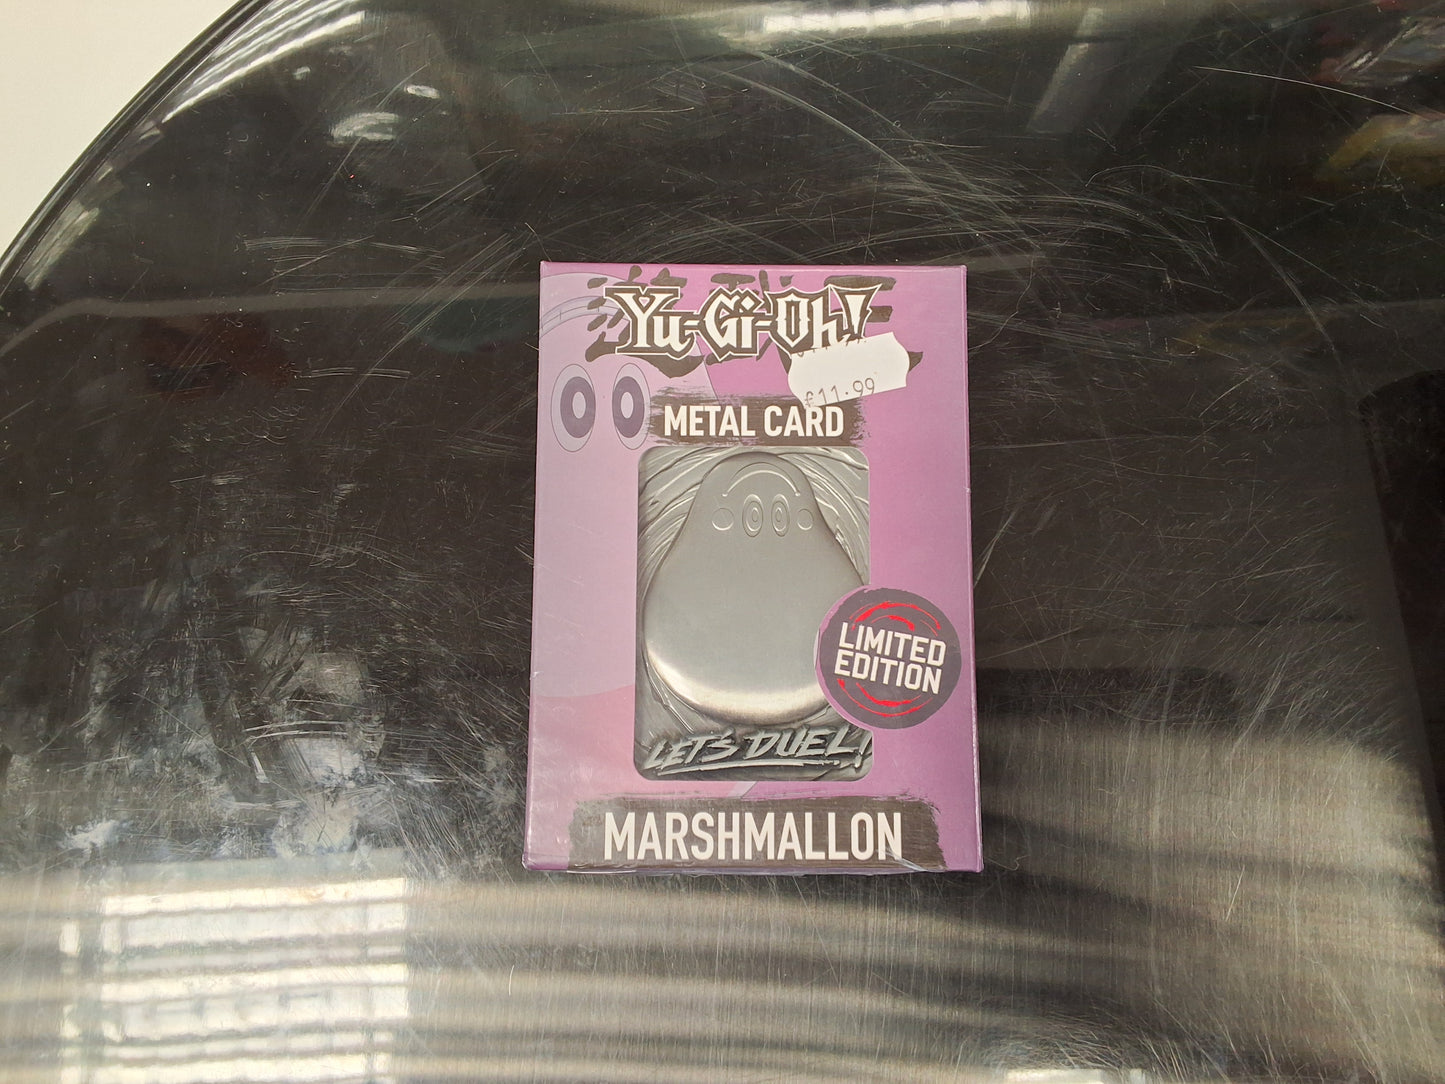 Yu-Gi-Oh!
£11.99
METAL CARD
LIMITED
EDITION
LET'S DUEL!
MARSHMALLON